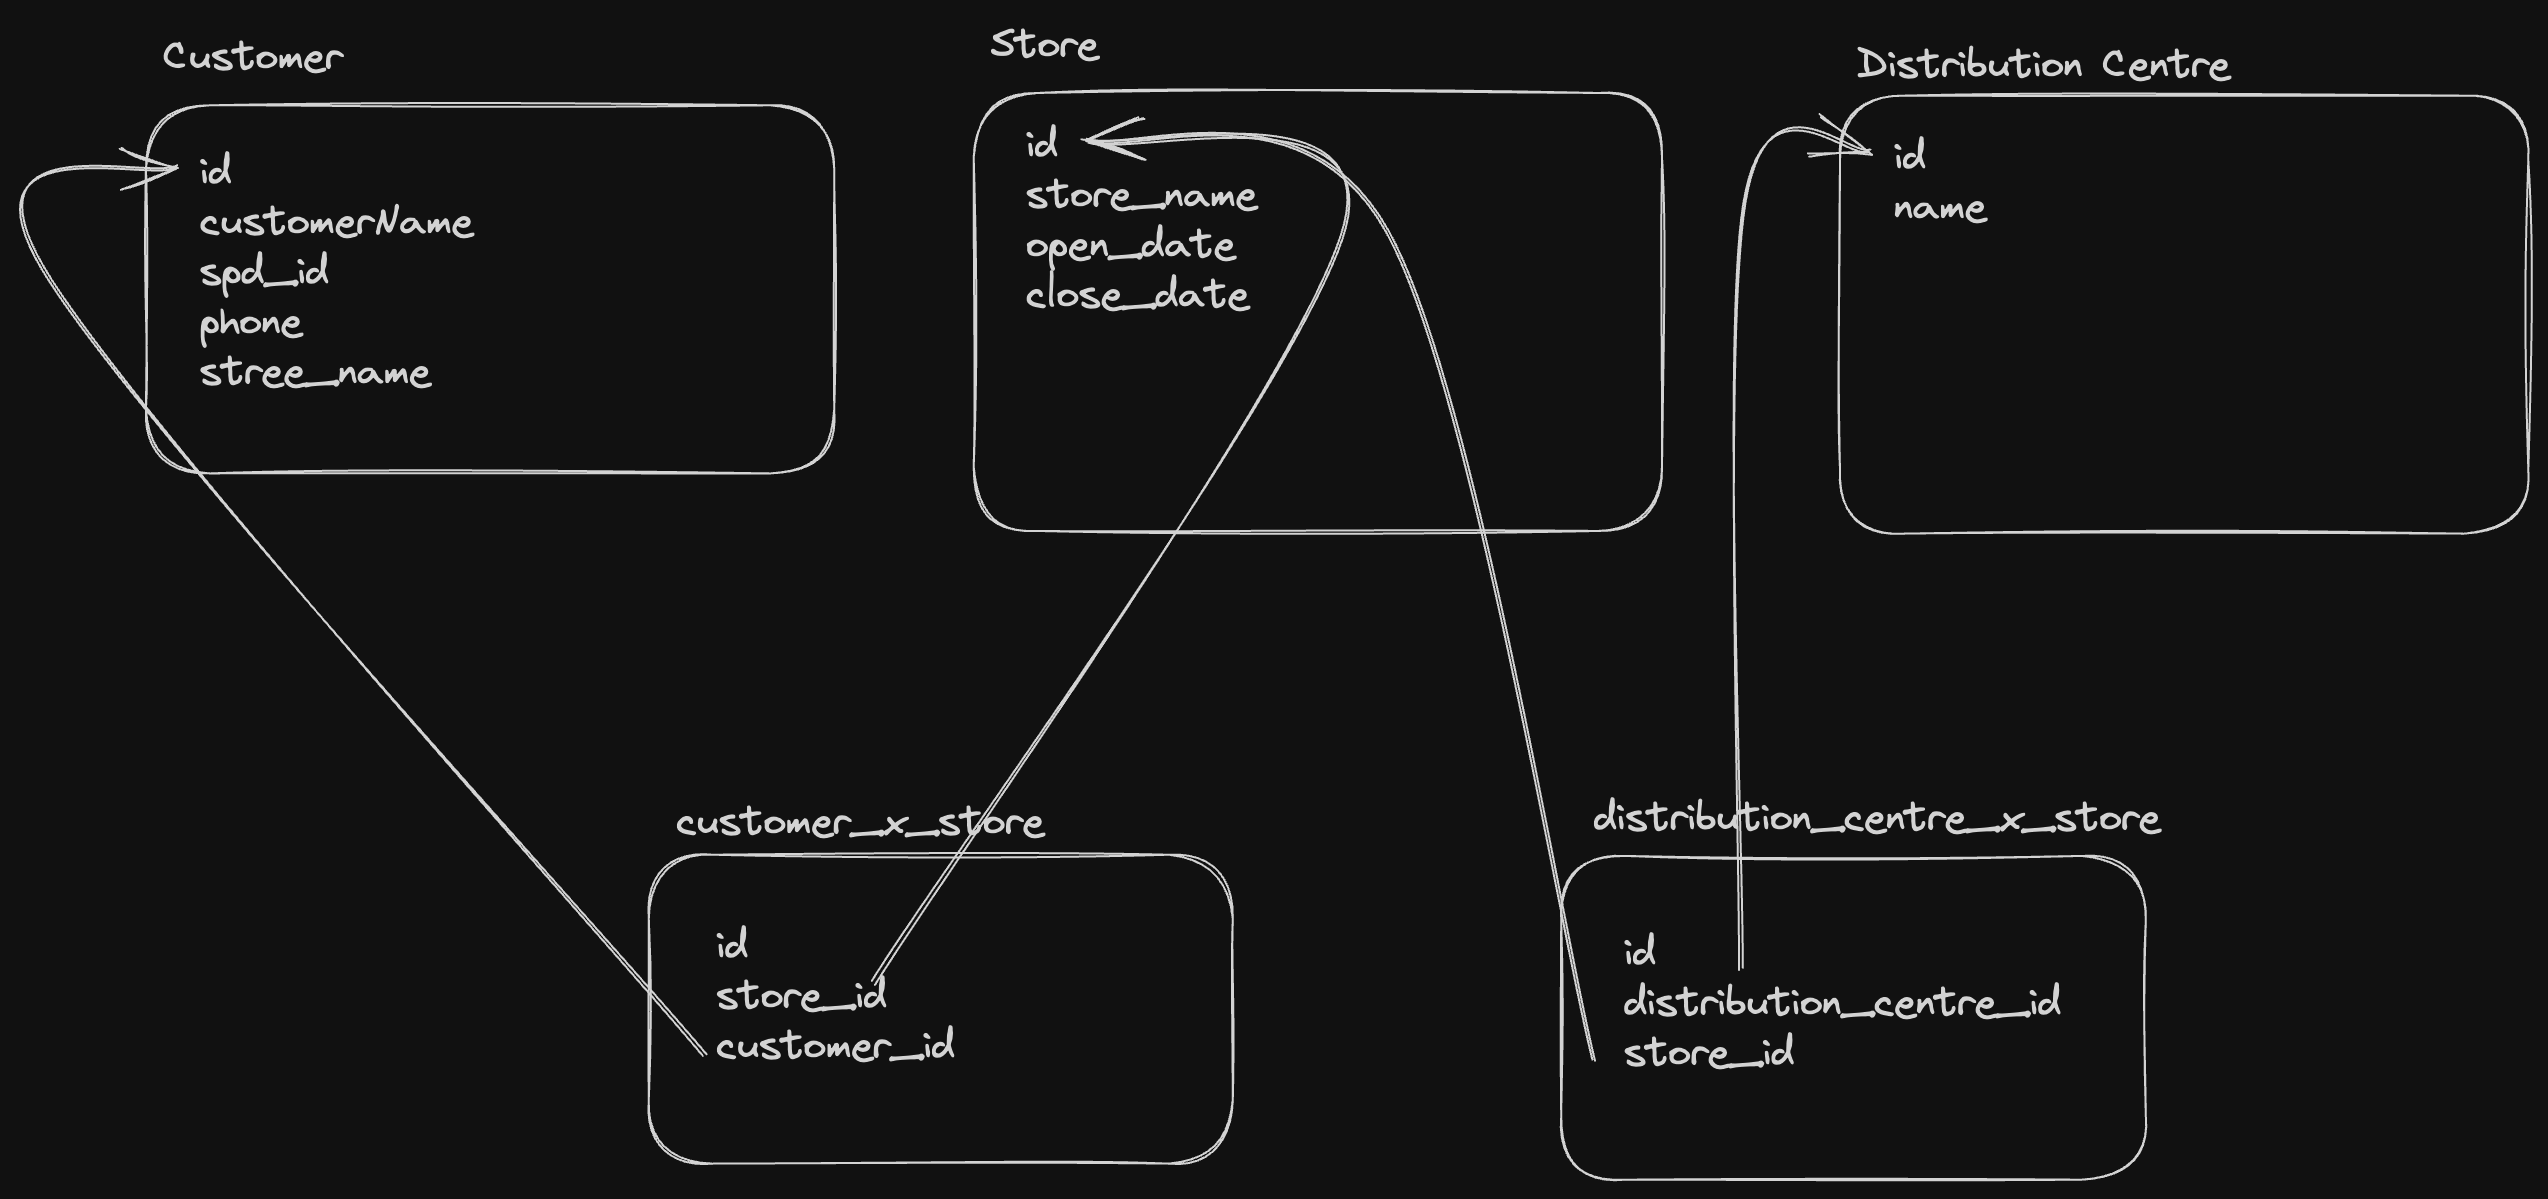 Customer
id
customerName
spd_id
phone
stree_name
Store
id
store_name
open_date
close_date
Distribution Centre
id
name
customer_x_store
id
store_id
customer_id
distribution_centre_x_store
id
distribution_centre_id
store_id